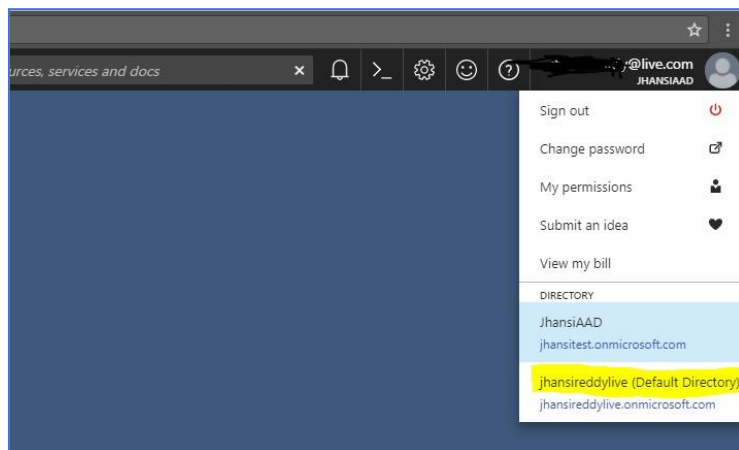 urces, services and docs
@live.com
JHANSIAAD
Sign out
Change password
My permissions
Submit an idea
View my bill
DIRECTORY
JhansiAAD
jhansitest.onmicrosoft.com
jhansireddylive (Default Directory)
jhansireddylive.onmicrosoft.com